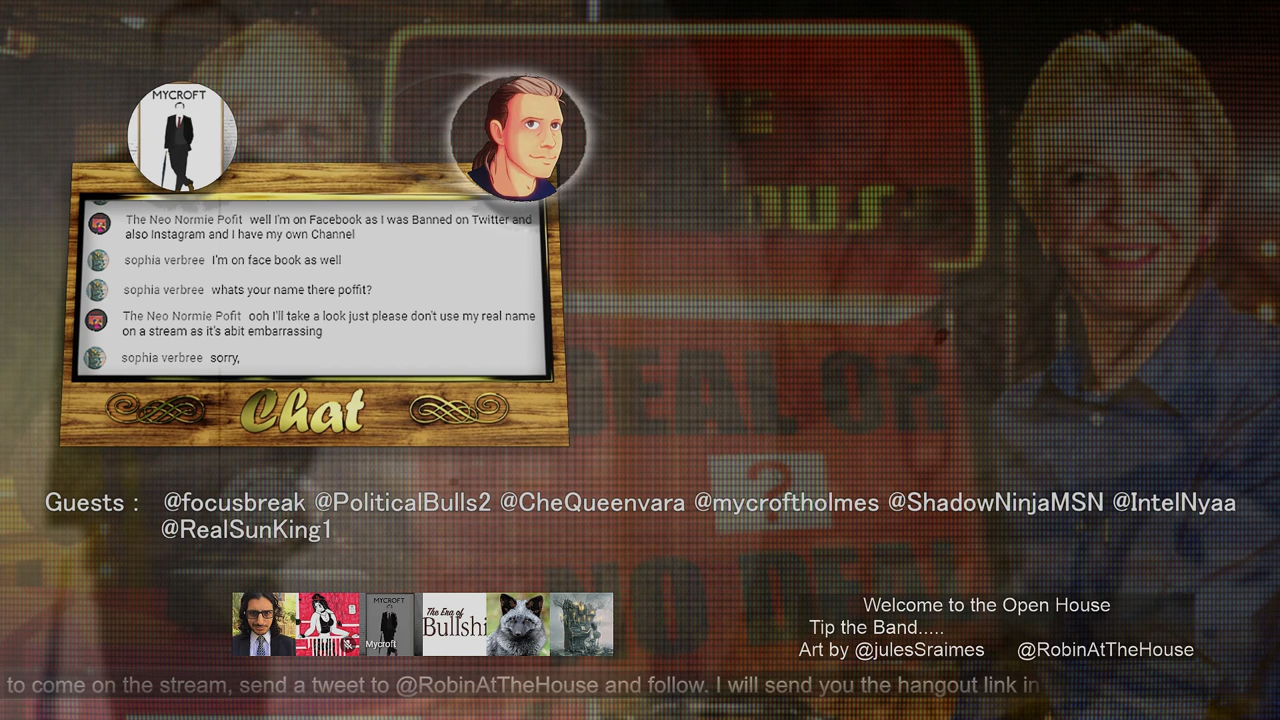 MYCROFT
The Neo Normie Pofit well I'm on Facebook as I was Banned on Twitter and
also Instagram and I have my own Channel
sophia verbree I'm on face book as well
sophia verbree whats your name there poffit?
The Neo Normie Pofit ooh I'll take a look just please don't use my real name
on a stream as it's abit embarrassing
sophia verbree sorry,
Chat
DEAL OR
?
NO DEAL
Guests : @focusbreak @PoliticalBulls2 @CheQueenvara @mycroftholmes @ShadowNinjaMSN @IntelNyaa
@RealSunKing1
MYCROFT
Mycroft
The Era of
Bullshi
Welcome to the Open House
Tip the Band.....
Art by @julesSraimes @RobinAtTheHouse
to come on the stream, send a tweet to @RobinAtTheHouse and follow. I will send you the hangout link in